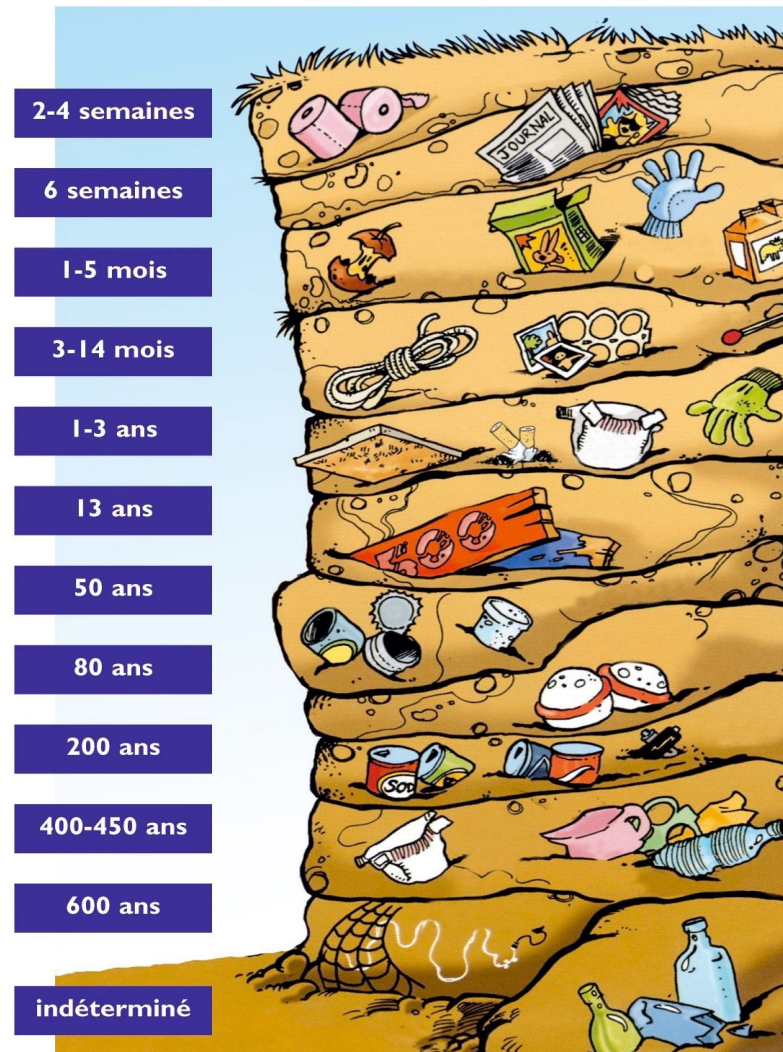 2-4 semaines
JOURNAL
6 semaines
1-5 mois
3-14 mois
1-3 ans
13 ans
50 ans
80 ans
200 ans
400-450 ans
600 ans
indéterminé